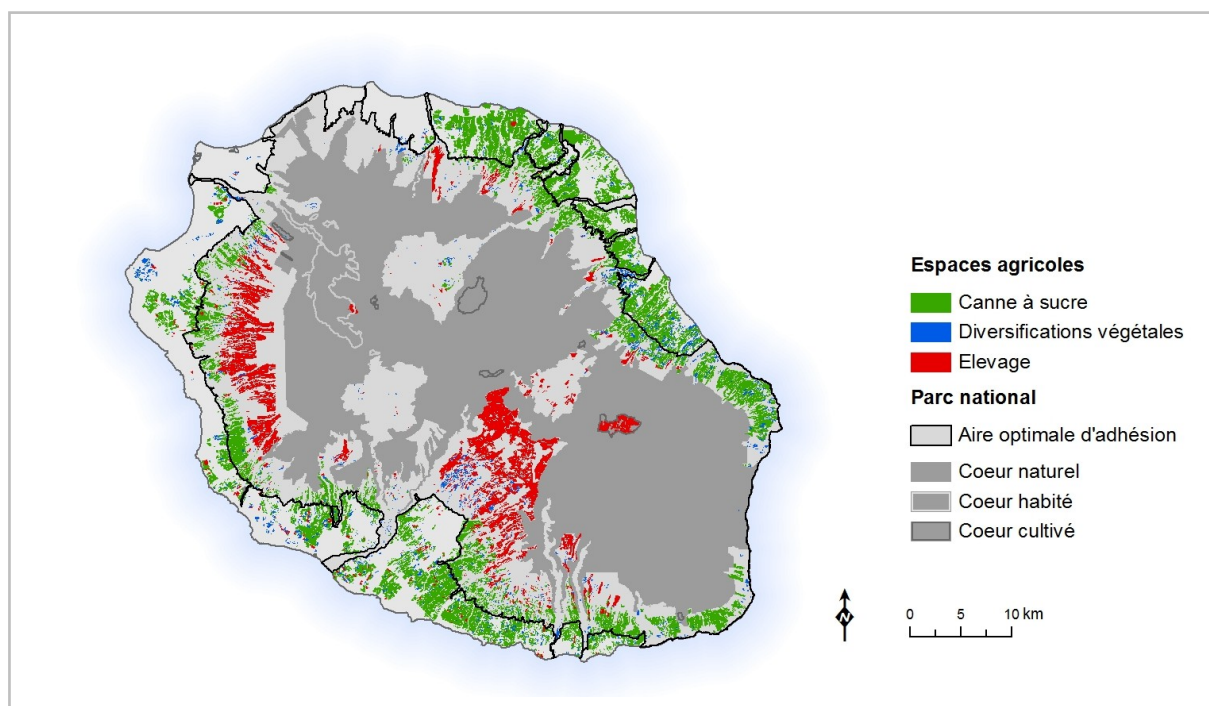 Espaces agricoles
Canne à sucre
Diversifications végétales
Elevage
Parc national
Aire optimale d'adhésion
Coeur naturel
Coeur habité
Coeur cultivé
N
0 5 10 km